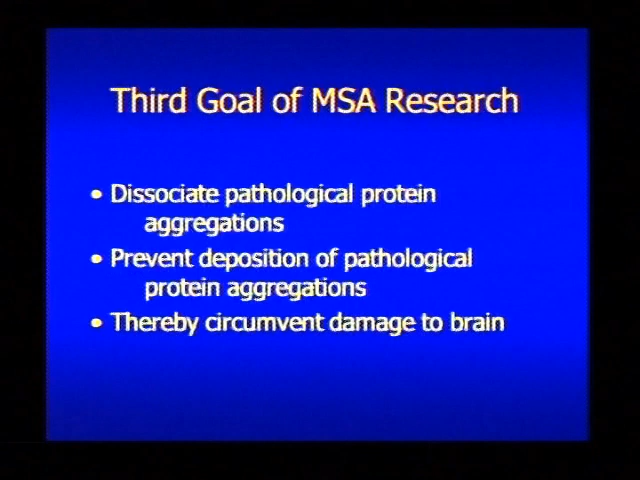 Third Goal of MSA Research
• Dissociate pathological protein
aggregations
• Prevent deposition of pathological
protein aggregations
• Thereby circumvent damage to brain